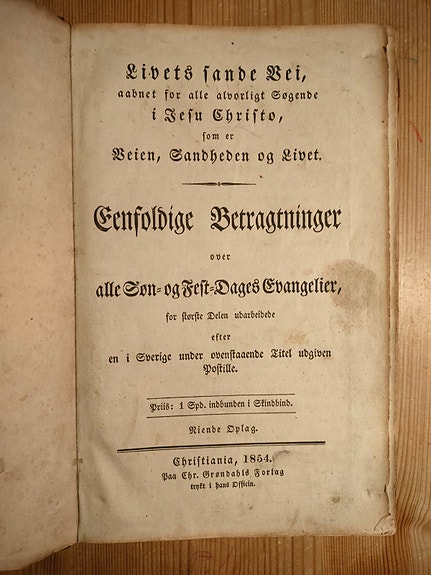 Livets sande Vei,
aabnet for alle alvorligt Søgende
i Jesu Christo,
som er
Veien, Sandheden og Livet.
Eenfoldige Betragtninger
over
alle Søn- og Fest-Dages Evangelier,
for største Delen udarbeidede
efter
en i Sverige under ovenstaaende Titel udgiven
Postille.
Priis: 1 Spd. indbunden i Skindbind.
Niende Oplag.
Christiania, 1854.
Paa Chr. Grøndahls Forlag
trykt i hans Officin.